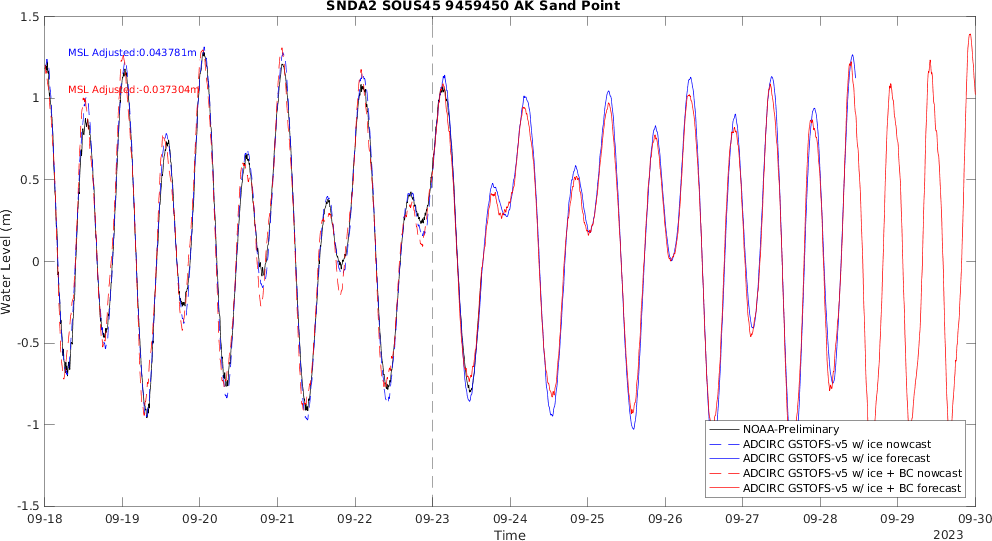 SNDA2 SOUS45 9459450 AK Sand Point
1.5
1
0.5
0
-0.5
-1
-1.5
Water Level (m)
MSL Adjusted:0.043781m
MSL Adjusted:-0.037304m
NOAA-Preliminary
ADCIRC GSTOFS-v5 w/ ice nowcast
ADCIRC GSTOFS-v5 w/ ice forecast
ADCIRC GSTOFS-v5 w/ ice + BC nowcast
ADCIRC GSTOFS-v5 w/ ice + BC forecast
09-18 09-19 09-20 09-21 09-22 09-23 09-24 09-25 09-26 09-27 09-28 09-29 09-30
Time
2023